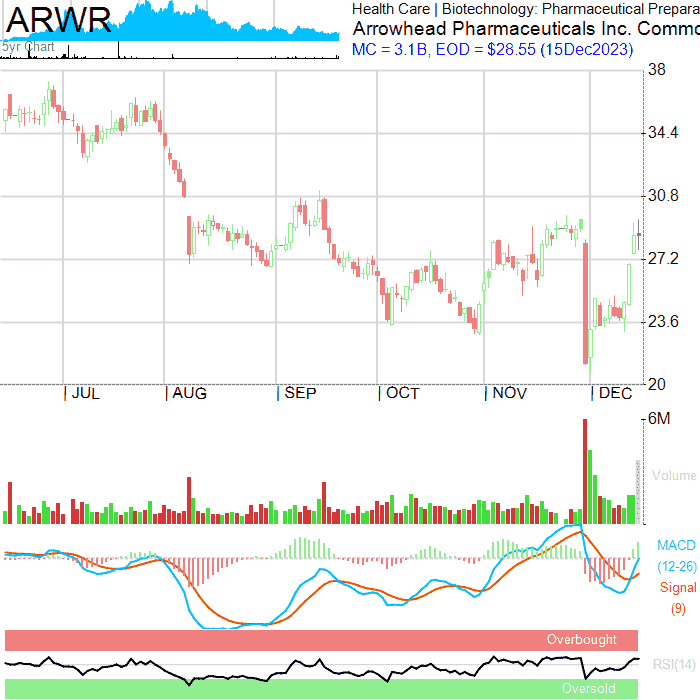 ARWR
5yr Chart
Health Care | Biotechnology: Pharmaceutical Prepara
Arrowhead Pharmaceuticals Inc. Commo
MC = 3.1B, EOD = $28.55 (15Dec2023)
38
34.4
30.8
27.2
23.6
20
| JUL | AUG | SEP | OCT | NOV | DEC
6M
Volume
MACD
(12-26)
Signal
(9)
Overbought
RSI(14)
Oversold